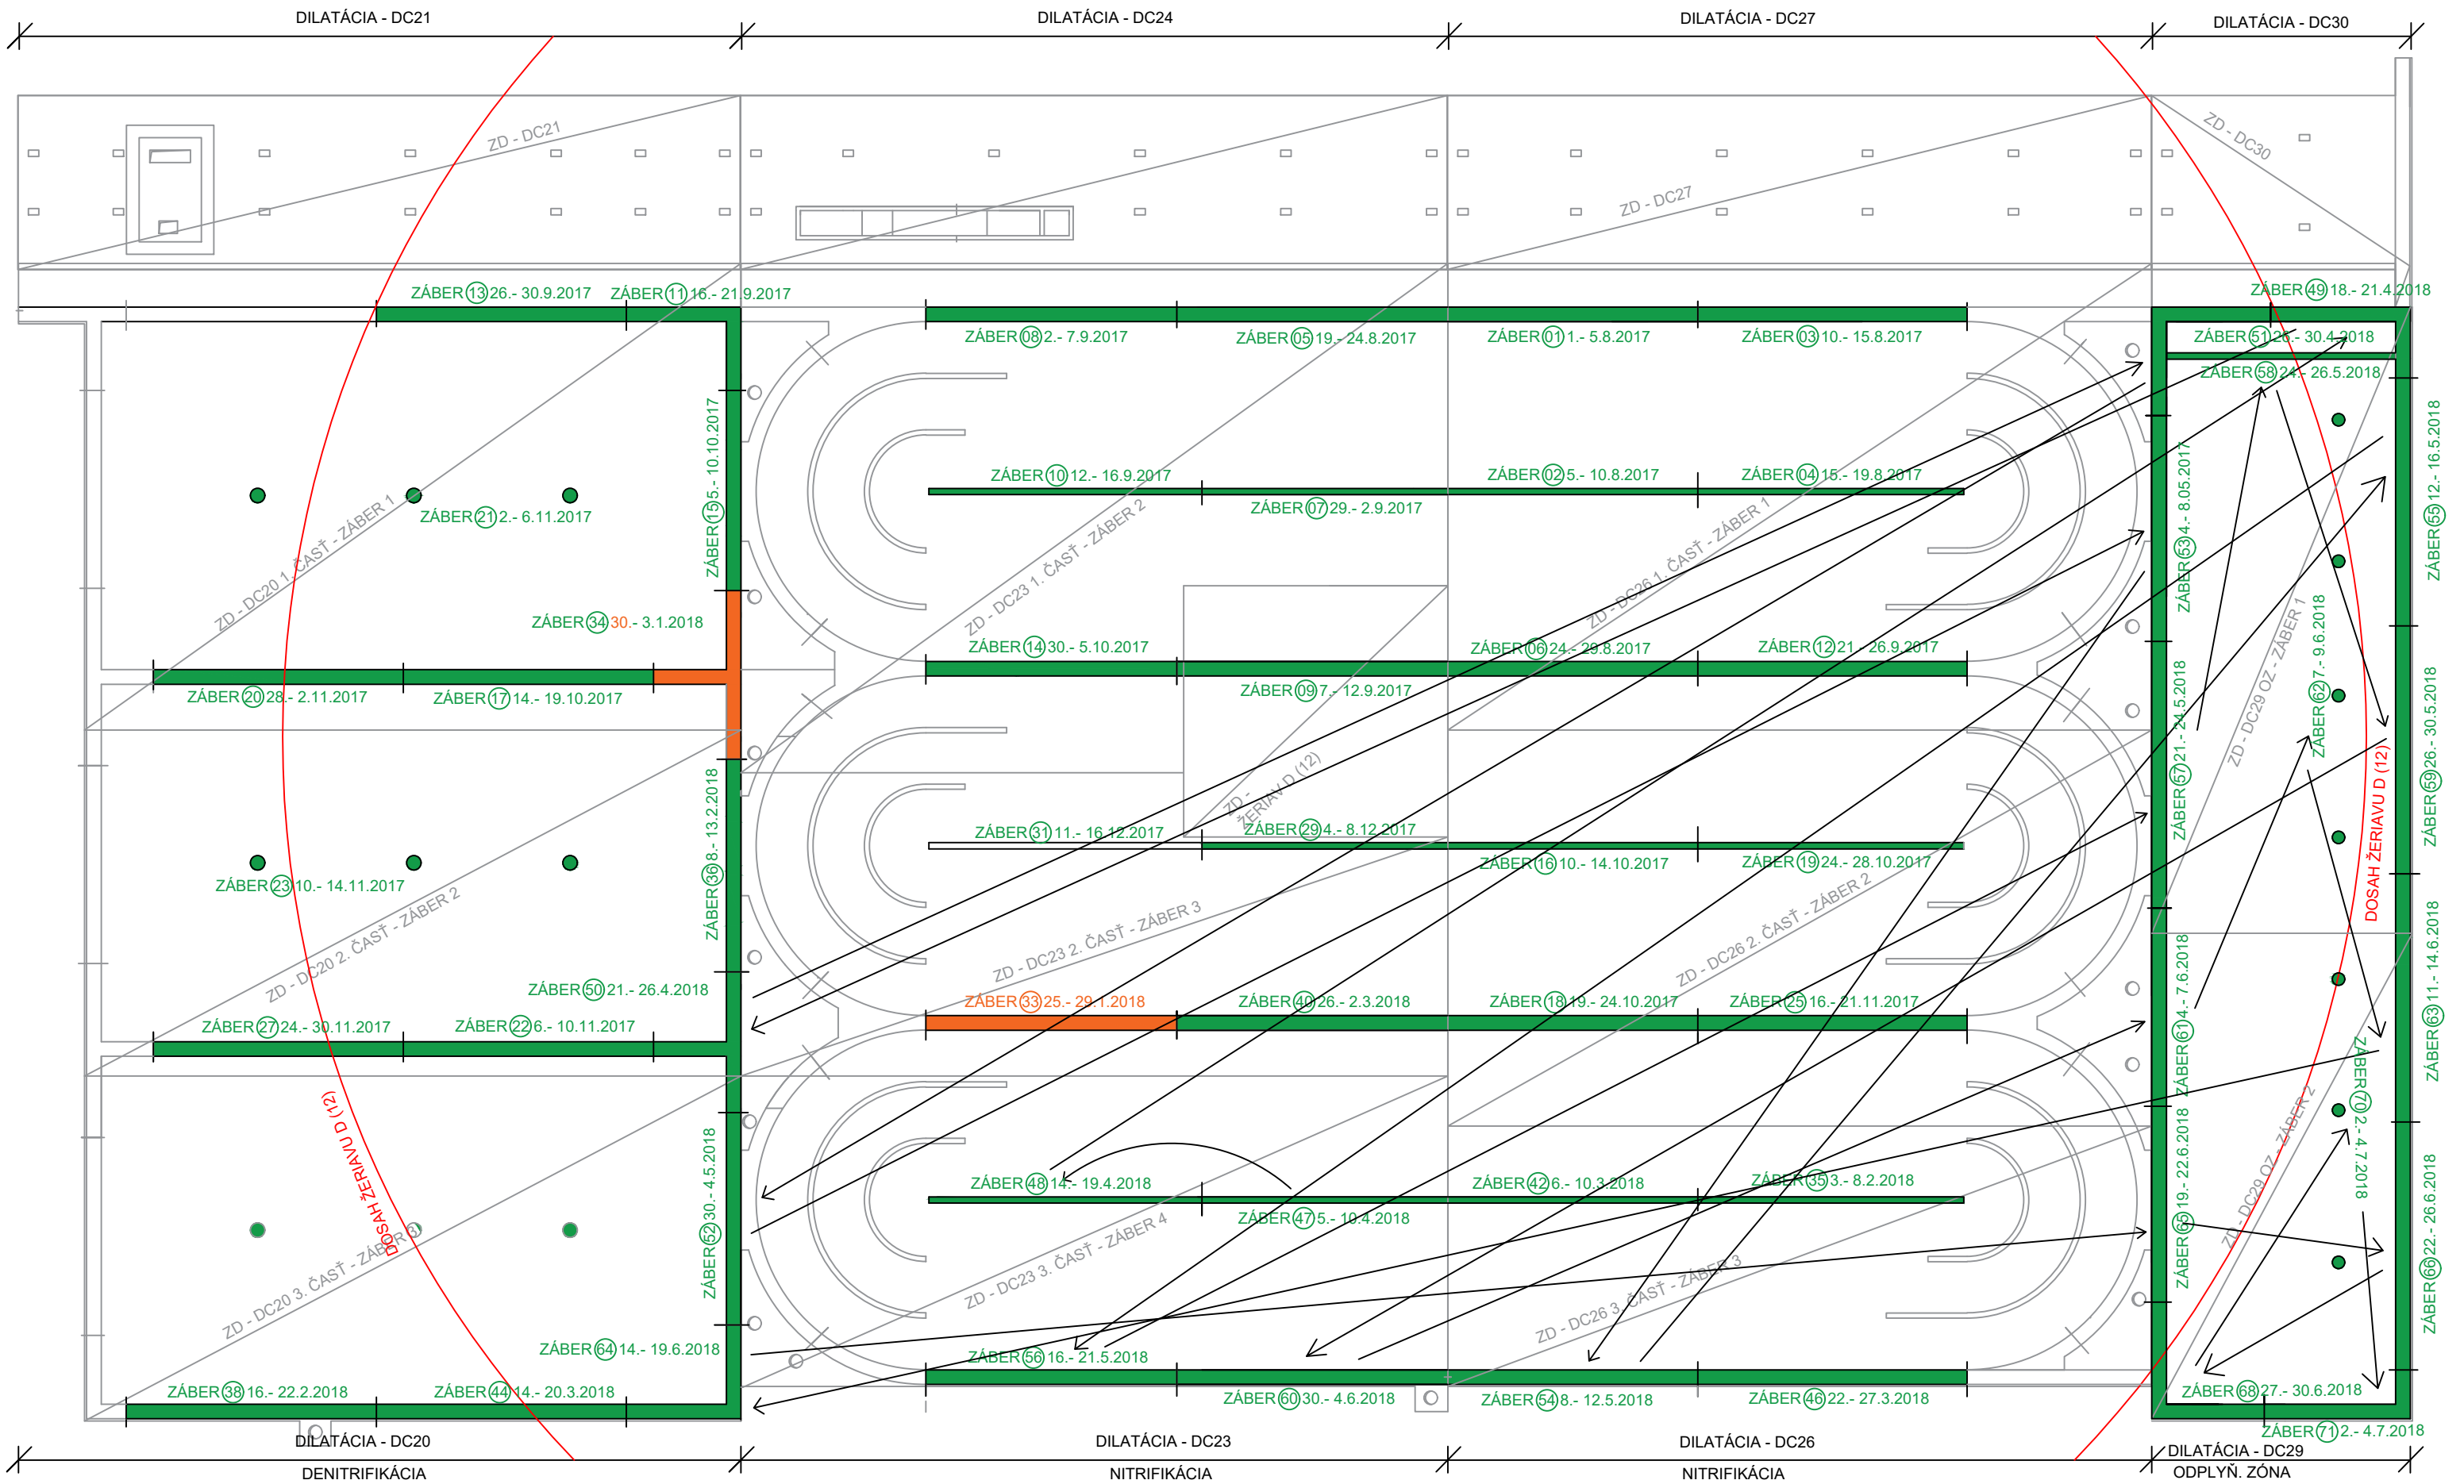 DILATÁCIA - DC21
DILATÁCIA - DC24
DILATÁCIA - DC27
DILATÁCIA - DC30
ZD - DC21
ZD - DC27
ZD - DC30
ZÁBER 13 26.- 30.9.2017
ZÁBER 11 16.- 21.9.2017
ZÁBER 49 18.- 21.4.2018
ZÁBER 08 2.- 7.9.2017
ZÁBER 05 19.- 24.8.2017
ZÁBER 01 1.- 5.8.2017
ZÁBER 03 10.- 15.8.2017
ZÁBER 51 26.- 30.4.2018
ZÁBER 58 24.- 26.5.2018
ZÁBER 15 5.- 10.10.2017
ZÁBER 10 12.- 16.9.2017
ZÁBER 07 29.- 2.9.2017
ZÁBER 02 5.- 10.8.2017
ZÁBER 04 15.- 19.8.2017
ZÁBER 53 4.- 8.05.2017
ZÁBER 55 12.- 16.5.2018
ZÁBER 21 2.- 6.11.2017
ZD - DC20 1. ČASŤ - ZÁBER 1
ZD - DC23 1. ČASŤ - ZÁBER 2
ZD - DC26 1. ČASŤ - ZÁBER 1
ZD - DC29 OZ - ZÁBER 1
ZÁBER 34 30.- 3.1.2018
ZÁBER 14 30.- 5.10.2017
ZÁBER 06 24.- 29.8.2017
ZÁBER 12 21.- 26.9.2017
ZÁBER 20 28.- 2.11.2017
ZÁBER 17 14.- 19.10.2017
ZÁBER 09 7.- 12.9.2017
ZÁBER 62 7.- 9.6.2018
ZÁBER 57 21.- 24.5.2018
ZÁBER 59 26.- 30.5.2018
ZD - ŽERIAV D (12)
DOSAH ŽERIAVU D (12)
ZÁBER 36 8.- 13.2.2018
ZÁBER 31 11.- 16.12.2017
ZÁBER 29 4.- 8.12.2017
ZÁBER 16 10.- 14.10.2017
ZÁBER 19 24.- 28.10.2017
ZÁBER 23 10.- 14.11.2017
ZD - DC20 2. ČASŤ - ZÁBER 2
ZD - DC23 2. ČASŤ - ZÁBER 3
ZD - DC26 2. ČASŤ - ZÁBER 2
ZÁBER 50 21.- 26.4.2018
ZÁBER 33 25.- 29.1.2018
ZÁBER 40 26.- 2.3.2018
ZÁBER 18 19.- 24.10.2017
ZÁBER 25 16.- 21.11.2017
ZÁBER 27 24.- 30.11.2017
ZÁBER 22 6.- 10.11.2017
ZÁBER 61 4.- 7.6.2018
ZÁBER 63 11.- 14.6.2018
ZÁBER 70 2.- 4.7.2018
DOSAH ŽERIAVU D (12)
ZÁBER 52 30.- 4.5.2018
ZÁBER 48 14.- 19.4.2018
ZÁBER 47 5.- 10.4.2018
ZÁBER 42 6.- 10.3.2018
ZÁBER 35 3.- 8.2.2018
ZÁBER 65 19.- 22.6.2018
ZÁBER 66 22.- 26.6.2018
ZD - DC20 3. ČASŤ - ZÁBER 3
ZD - DC23 3. ČASŤ - ZÁBER 4
ZD - DC26 3. ČASŤ - ZÁBER 3
ZD - DC29 OZ - ZÁBER 2
ZÁBER 64 14.- 19.6.2018
ZÁBER 56 16.- 21.5.2018
ZÁBER 38 16.- 22.2.2018
ZÁBER 44 14.- 20.3.2018
ZÁBER 60 30.- 4.6.2018
ZÁBER 54 8.- 12.5.2018
ZÁBER 46 22.- 27.3.2018
ZÁBER 68 27.- 30.6.2018
ZÁBER 71 2.- 4.7.2018
DILATÁCIA - DC20
DILATÁCIA - DC23
DILATÁCIA - DC26
DILATÁCIA - DC29
DENITRIFIKÁCIA
NITRIFIKÁCIA
NITRIFIKÁCIA
ODPLYŇ. ZÓNA